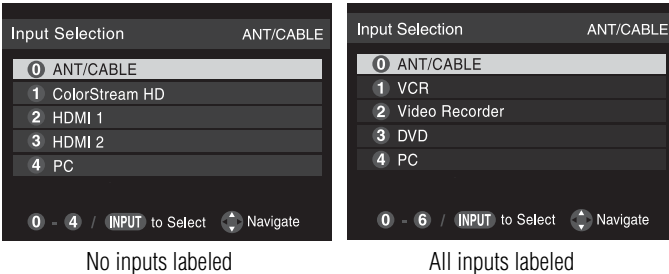 Input Selection ANT/CABLE
0 ANT/CABLE
1 ColorStream HD
2 HDMI 1
3 HDMI 2
4 PC
0 - 4 / INPUT to Select Navigate
No inputs labeled
Input Selection ANT/CABLE
0 ANT/CABLE
1 VCR
2 Video Recorder
3 DVD
4 PC
0 - 6 / INPUT to Select Navigate
All inputs labeled